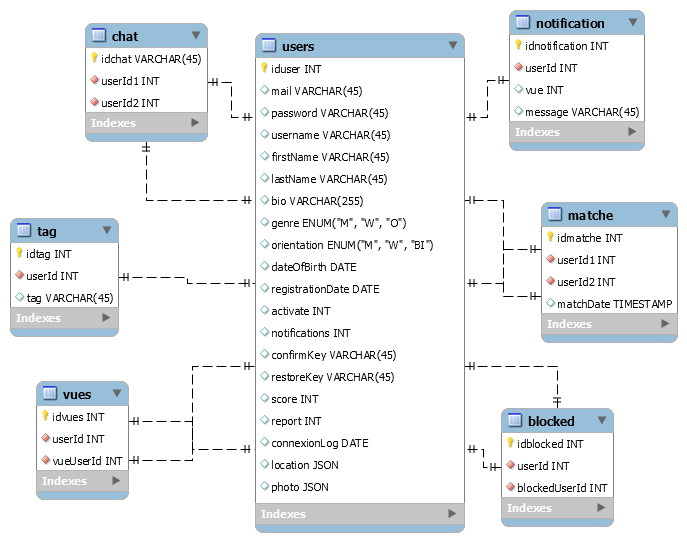 chat
idchat VARCHAR(45)
userId1 INT
userId2 INT
Indexes
users
iduser INT
mail VARCHAR(45)
password VARCHAR(45)
username VARCHAR(45)
firstName VARCHAR(45)
lastName VARCHAR(45)
bio VARCHAR(255)
genre ENUM("M", "W", "O")
orientation ENUM("M", "W", "BI")
dateOfBirth DATE
registrationDate DATE
activate INT
notifications INT
confirmKey VARCHAR(45)
restoreKey VARCHAR(45)
score INT
report INT
connexionLog DATE
location JSON
photo JSON
Indexes
notification
idnotification INT
userId INT
vue INT
message VARCHAR(45)
Indexes
tag
idtag INT
userId INT
tag VARCHAR(45)
Indexes
matche
idmatche INT
userId1 INT
userId2 INT
matchDate TIMESTAMP
Indexes
vues
idvues INT
userId INT
vueUserId INT
Indexes
blocked
idblocked INT
userId INT
blockedUserId INT
Indexes